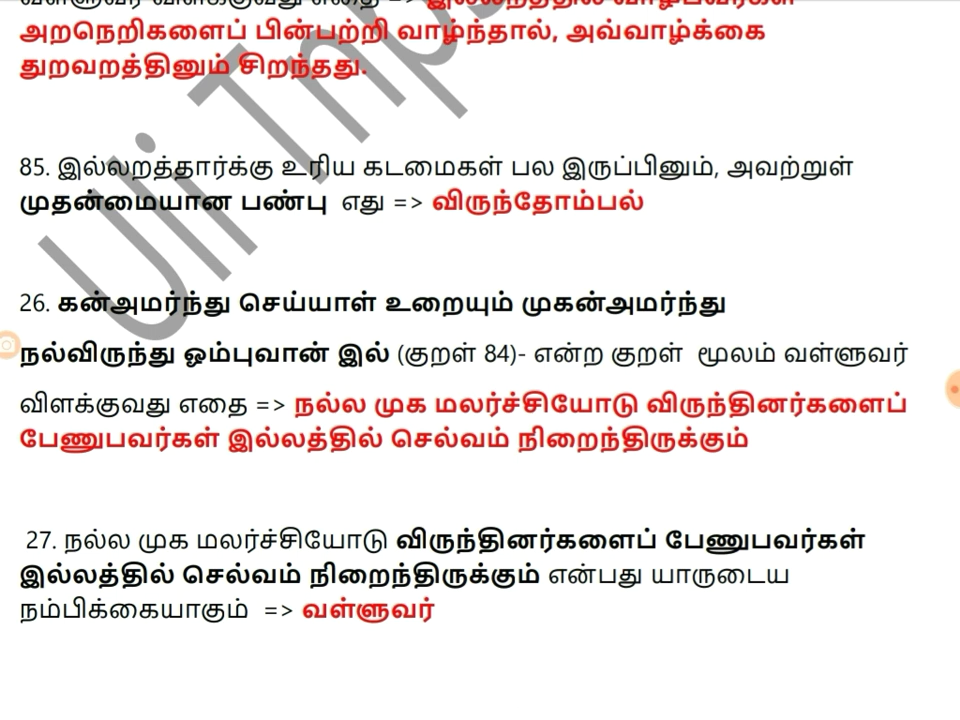 அறநெறிகளைப் பின்பற்றி வாழ்ந்தால், அவ்வாழ்க்கை
துறவறத்தினும் சிறந்தது.
85. இல்லறத்தார்க்கு உரிய கடமைகள் பல இருப்பினும், அவற்றுள்
முதன்மையான பண்பு எது => விருந்தோம்பல்
26. கன்அமர்ந்து செய்யாள் உறையும் முகன்அமர்ந்து
நல்விருந்து ஓம்புவான் இல் (குறள் 84)- என்ற குறள் மூலம் வள்ளுவர்
விளக்குவது எதை => நல்ல முக மலர்ச்சியோடு விருந்தினர்களைப்
பேணுபவர்கள் இல்லத்தில் செல்வம் நிறைந்திருக்கும்
27. நல்ல முக மலர்ச்சியோடு விருந்தினர்களைப் பேணுபவர்கள்
இல்லத்தில் செல்வம் நிறைந்திருக்கும் என்பது யாருடைய
நம்பிக்கையாகும் => வள்ளுவர்